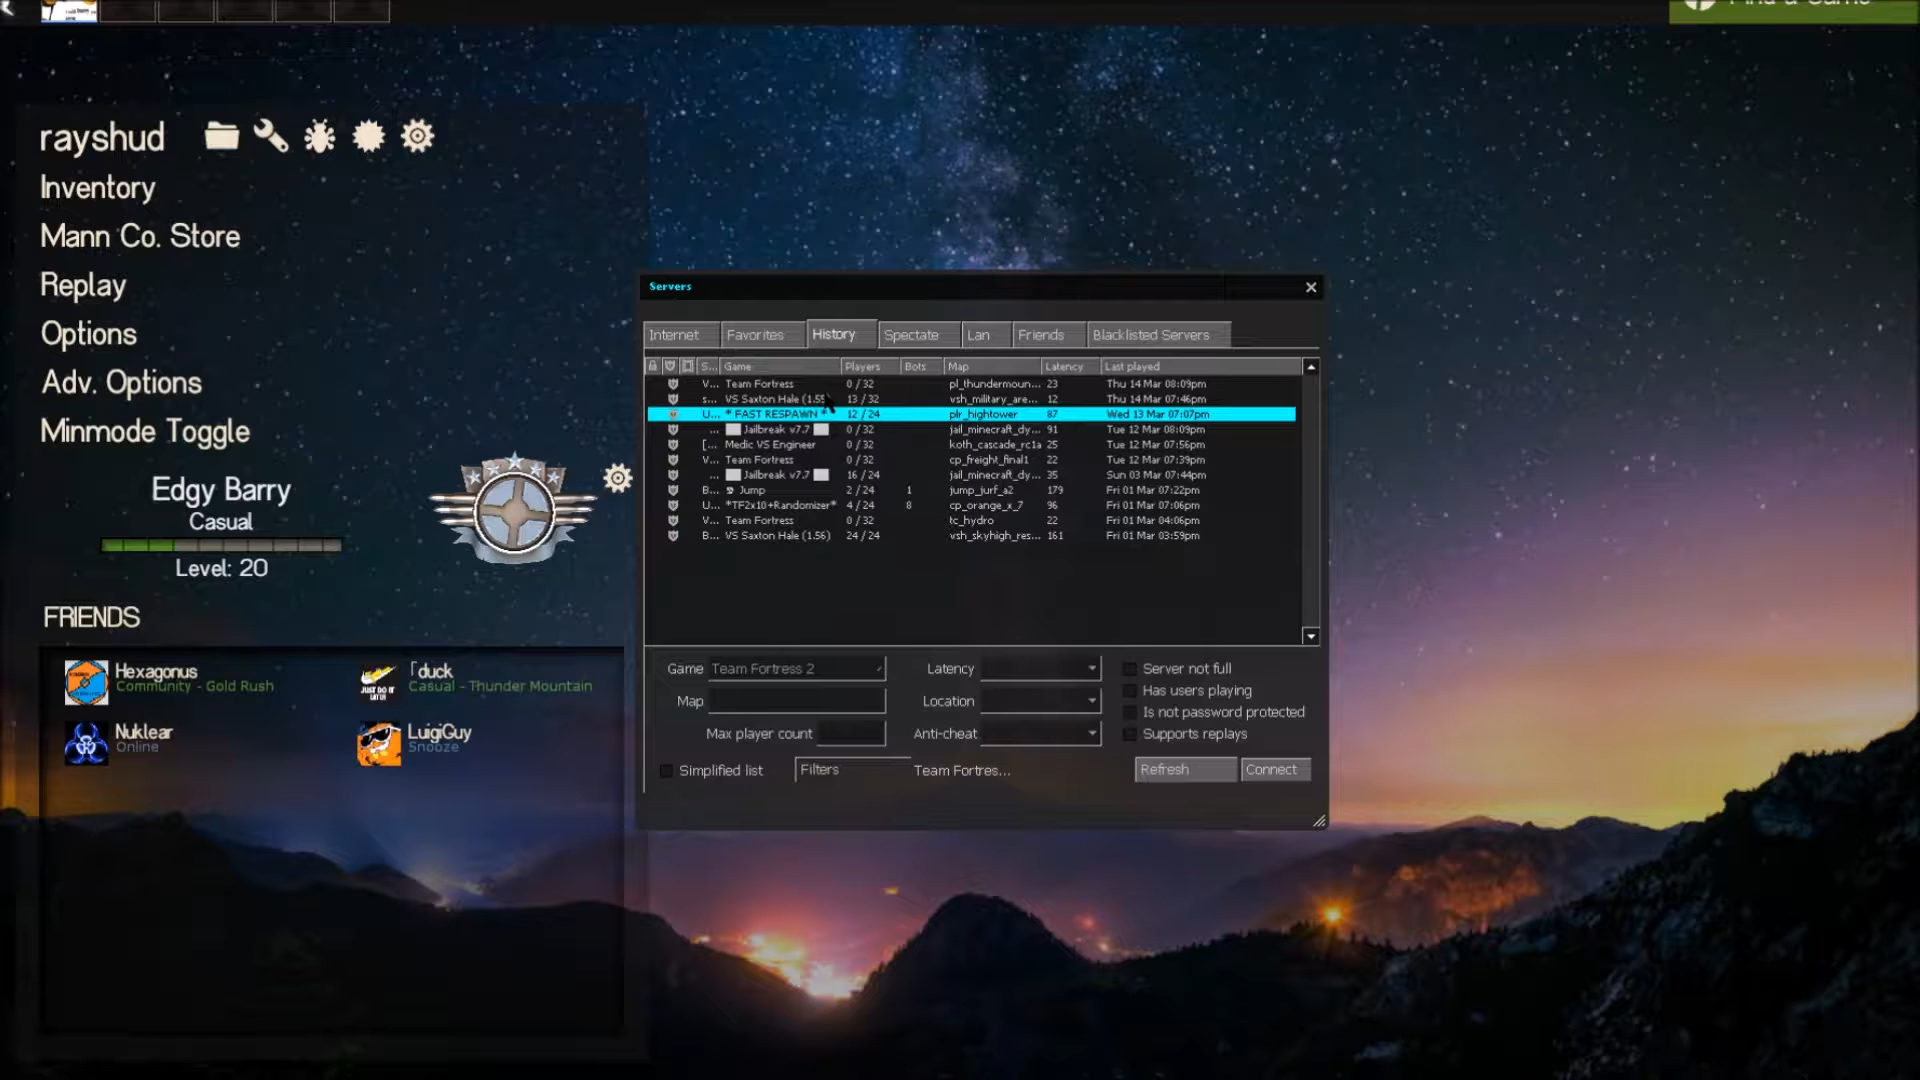 rayshud
Inventory
Mann Co. Store
Replay
Options
Adv. Options
Minmode Toggle
Edgy Barry
Casual
Level: 20
FRIENDS
Hexagonus
Community - Gold Rush
「duck
Casual - Thunder Mountain
Nuklear
Online
LuigiGuy
Snooze
Servers
Internet Favorites History Spectate Lan Friends Blacklisted Servers
S... Game Players Bots Map Latency Last played
V... Team Fortress 0 / 32 pl_thundermoun... 23 Thu 14 Mar 08:09pm
s... VS Saxton Hale (1.55 13 / 32 vsh_military_are... 12 Thu 14 Mar 07:46pm
U... * FAST RESPAWN * 12 / 24 plr_hightower 87 Wed 13 Mar 07:07pm
... Jailbreak v7.7 0 / 32 jail_minecraft_dy... 91 Tue 12 Mar 08:09pm
[... Medic VS Engineer 0 / 32 koth_cascade_rc1a 25 Tue 12 Mar 07:56pm
V... Team Fortress 0 / 32 cp_freight_final1 22 Tue 12 Mar 07:39pm
... Jailbreak v7.7 16 / 24 jail_minecraft_dy... 35 Sun 03 Mar 07:44pm
B... Jump 2 / 24 1 jump_jurf_a2 179 Fri 01 Mar 07:22pm
U... *TF2x10+Randomizer* 4 / 24 8 cp_orange_x_7 96 Fri 01 Mar 07:06pm
V... Team Fortress 0 / 32 tc_hydro 22 Fri 01 Mar 04:06pm
B... VS Saxton Hale (1.56) 24 / 24 vsh_skyhigh_res... 161 Fri 01 Mar 03:59pm
Game Team Fortress 2 Latency Server not full
Has users playing
Map Location Is not password protected
Max player count Anti-cheat Supports replays
Simplified list Filters Team Fortres... Refresh Connect